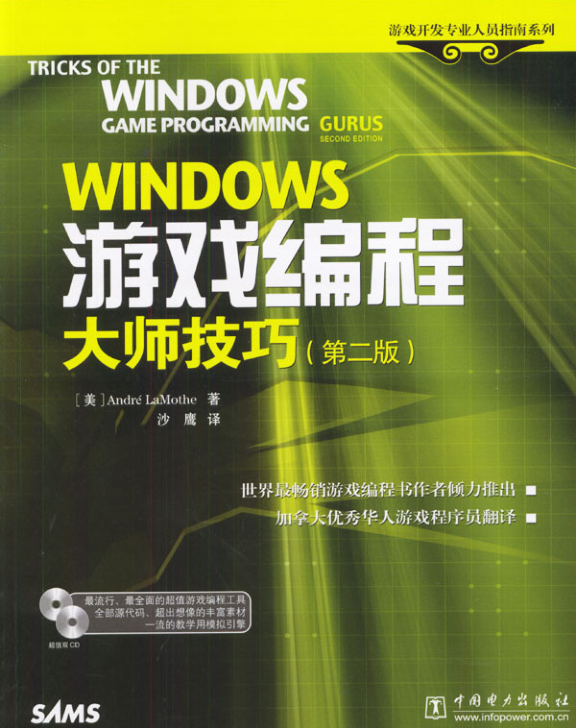 游戏开发专业人员指南系列
TRICKS OF THE
WINDOWS
GAME PROGRAMMING GURUS
SECOND EDITION
WINDOWS
游戏编程
大师技巧（第二版）
［美］André LaMothe 著
沙 鹰 译
世界最畅销游戏编程书作者倾力推出
加拿大优秀华人游戏程序员翻译
最流行、最全面的超值游戏编程工具
全部源代码、超出想像的丰富素材
一流的教学用模拟引擎
超值双CD
SAMS
中国电力出版社
www.infopower.com.cn